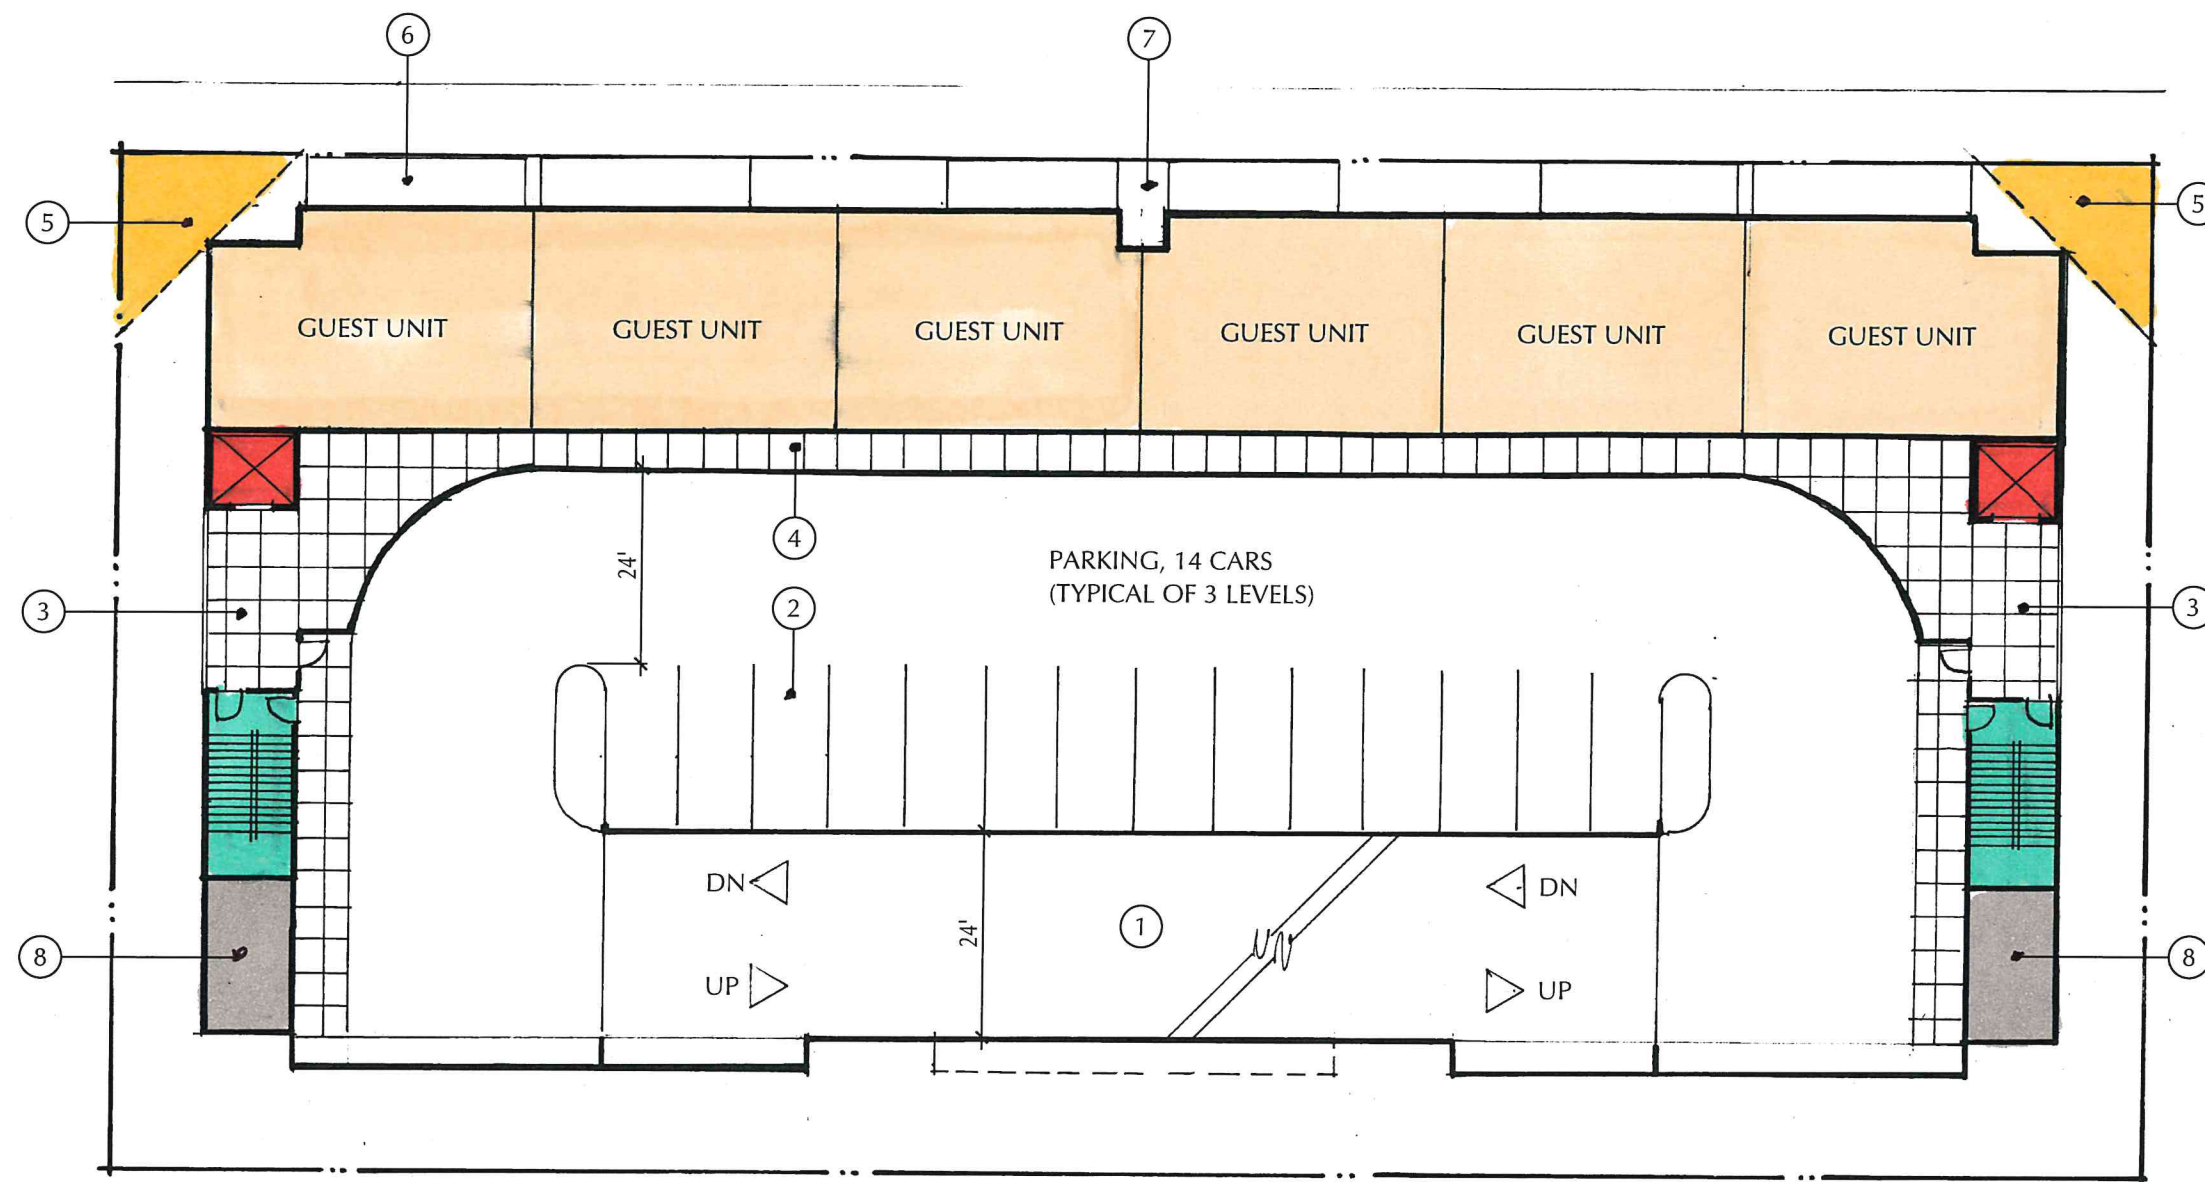 6
7
5
5
GUEST UNIT
GUEST UNIT
GUEST UNIT
GUEST UNIT
GUEST UNIT
GUEST UNIT
4
24'
PARKING, 14 CARS
(TYPICAL OF 3 LEVELS)
3
2
3
DN
DN
1
24'
UP
UP
8
8